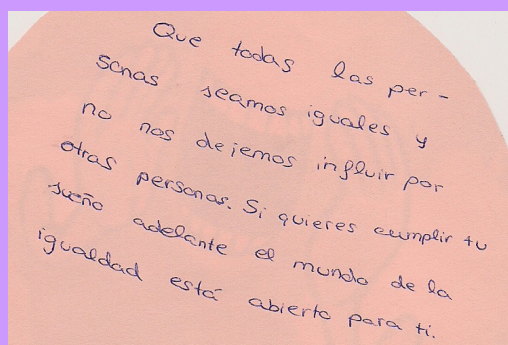 Que todas las per-
sonas seamos iguales y
no nos dejemos influir por
otras personas. Si quieres cumplir tu
sueño adelante el mundo de la
igualdad está abierto para ti.